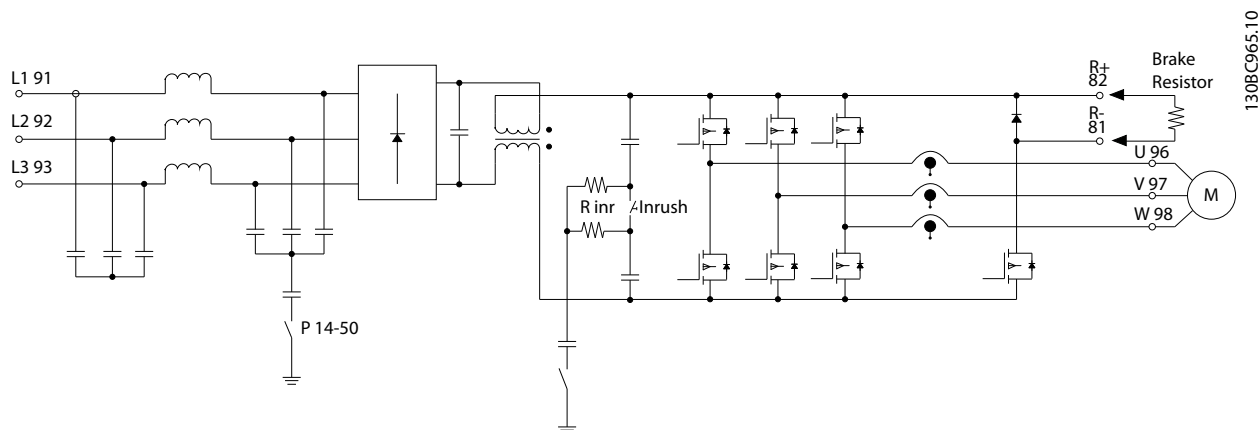 L1 91
L2 92
L3 93
P 14-50
R inr
Inrush
R+
82
R-
81
Brake
Resistor
U 96
V 97
W 98
M
130BC965.10